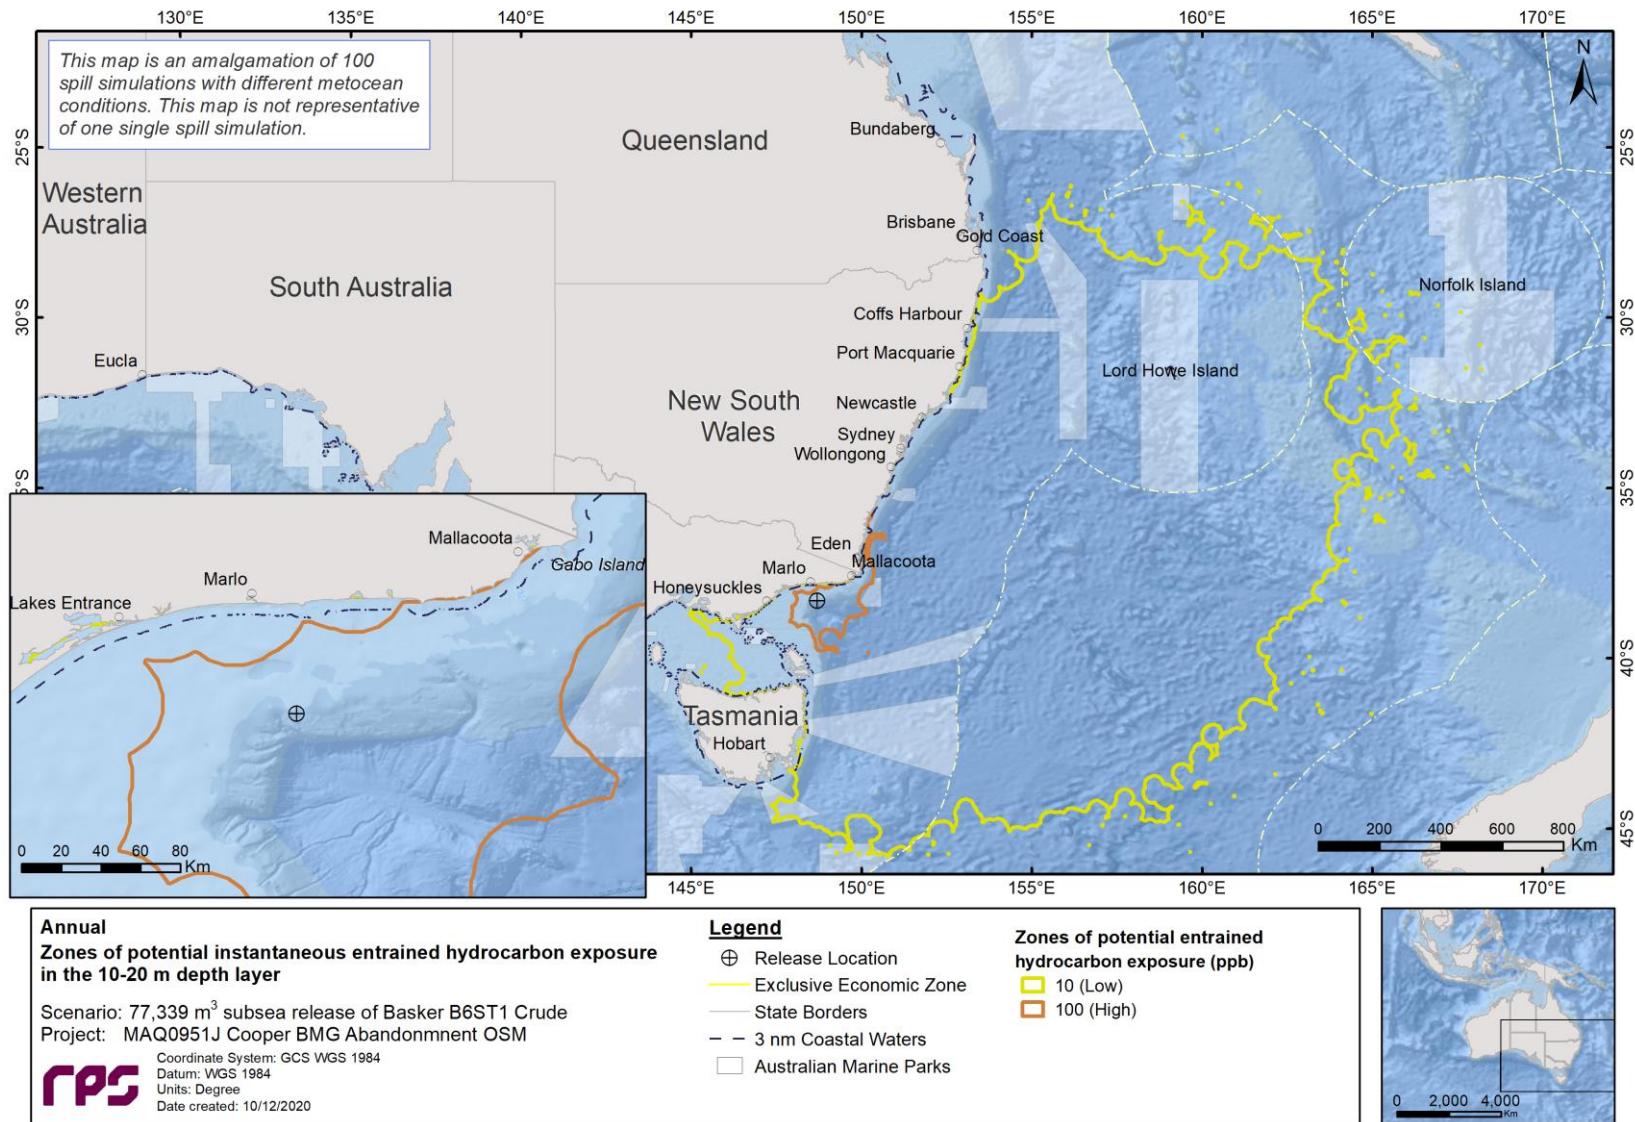 130°E 135°E 140°E 145°E 150°E 155°E 160°E 165°E 170°E
This map is an amalgamation of 100
spill simulations with different metocean
conditions. This map is not representative
of one single spill simulation.
N
25°S
25°S
Queensland
Bundaberg
Western
Australia
Brisbane
Gold Coast
South Australia
Norfolk Island
30°S
30°S
Coffs Harbour
Eucla
Port Macquarie
Lord Howe Island
New South
Wales
Newcastle
Sydney
Wollongong
5°S
35°S
Eden
Mallacoota
Marlo
Honeysuckles
Mallacoota
Gabo Island
Marlo
Lakes Entrance
40°S
Tasmania
Hobart
45°S
0 20 40 60 80
Km
0 200 400 600 800
Km
145°E 150°E 155°E 160°E 165°E 170°E
Annual
Zones of potential instantaneous entrained hydrocarbon exposure
in the 10-20 m depth layer
Scenario: 77,339 m³ subsea release of Basker B6ST1 Crude
Project: MAQ0951J Cooper BMG Abandonmnent OSM
rps
Coordinate System: GCS WGS 1984
Datum: WGS 1984
Units: Degree
Date created: 10/12/2020
Legend
Release Location
Exclusive Economic Zone
State Borders
3 nm Coastal Waters
Australian Marine Parks
Zones of potential entrained
hydrocarbon exposure (ppb)
10 (Low)
100 (High)
0 2,000 4,000
Km